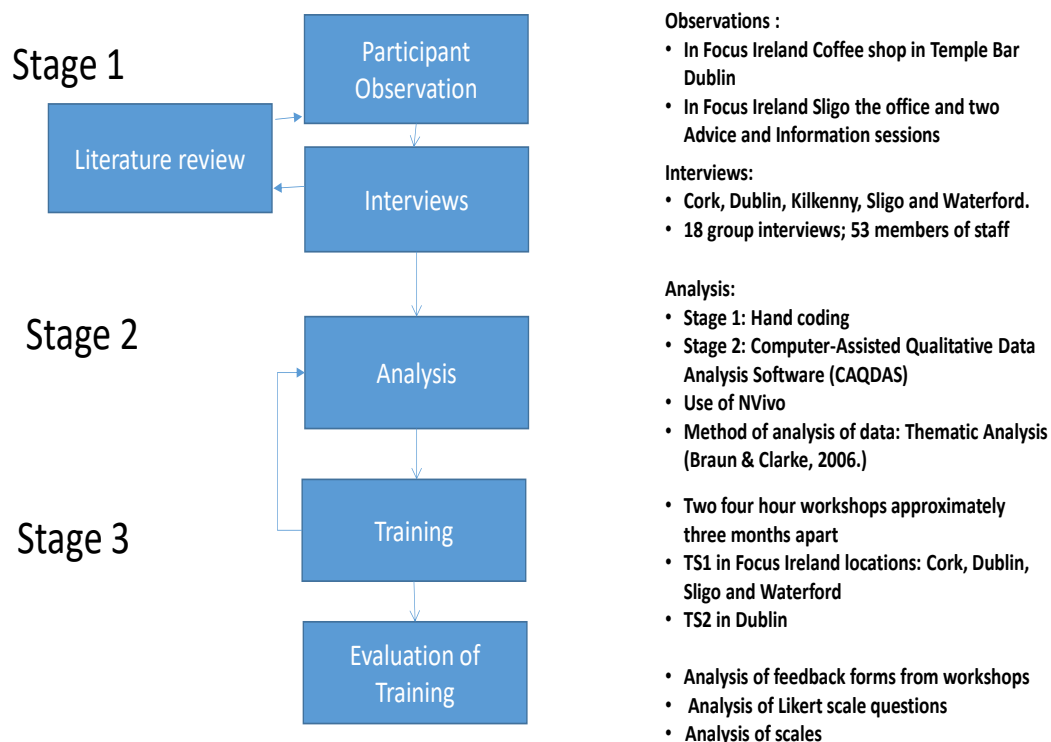 Stage 1
Participant
Observation
Literature review
Interviews
Stage 2
Analysis
Stage 3
Training
Evaluation of
Training
Observations :
• In Focus Ireland Coffee shop in Temple Bar
Dublin
• In Focus Ireland Sligo the office and two
Advice and Information sessions
Interviews:
• Cork, Dublin, Kilkenny, Sligo and Waterford.
• 18 group interviews; 53 members of staff
Analysis:
• Stage 1: Hand coding
• Stage 2: Computer-Assisted Qualitative Data
Analysis Software (CAQDAS)
• Use of NVivo
• Method of analysis of data: Thematic Analysis
(Braun & Clarke, 2006.)
• Two four hour workshops approximately
three months apart
• TS1 in Focus Ireland locations: Cork, Dublin,
Sligo and Waterford
• TS2 in Dublin
• Analysis of feedback forms from workshops
• Analysis of Likert scale questions
• Analysis of scales